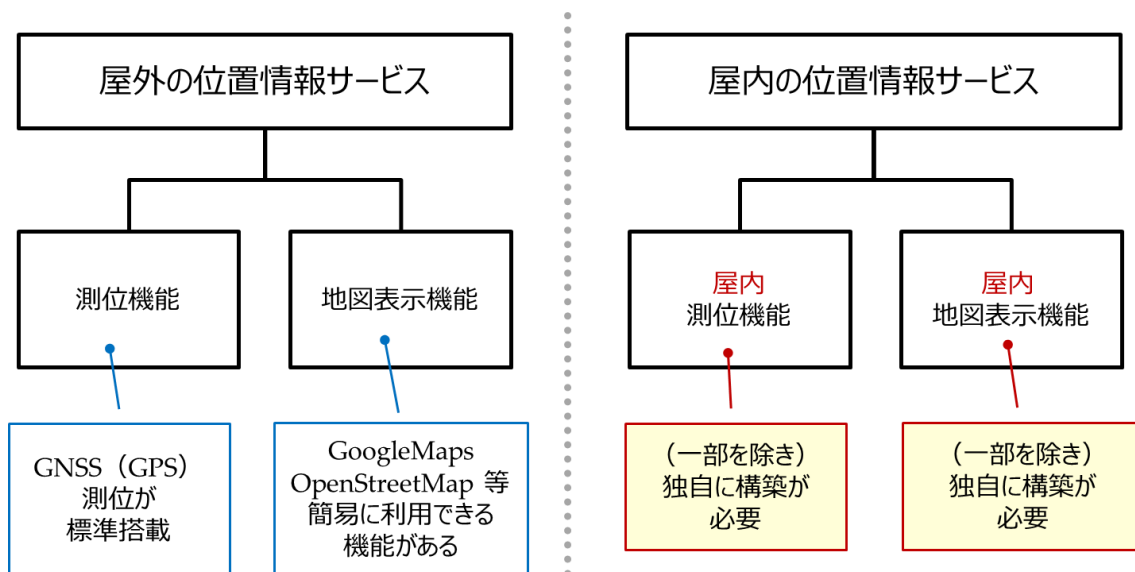 屋外の位置情報サービス
測位機能
地図表示機能
GNSS（GPS）
測位が
標準搭載
GoogleMaps
OpenStreetMap 等
簡易に利用できる
機能がある
屋内の位置情報サービス
屋内
測位機能
屋内
地図表示機能
（一部を除き）
独自に構築が
必要
（一部を除き）
独自に構築が
必要